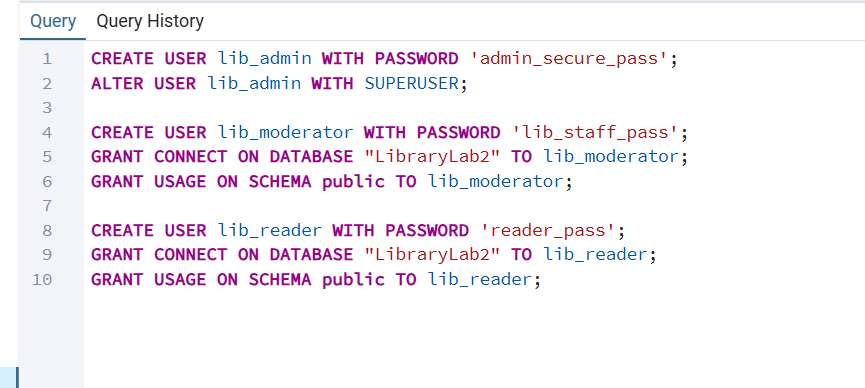 Query Query History
1 CREATE USER lib_admin WITH PASSWORD 'admin_secure_pass';
2 ALTER USER lib_admin WITH SUPERUSER;
3
4 CREATE USER lib_moderator WITH PASSWORD 'lib_staff_pass';
5 GRANT CONNECT ON DATABASE "LibraryLab2" TO lib_moderator;
6 GRANT USAGE ON SCHEMA public TO lib_moderator;
7
8 CREATE USER lib_reader WITH PASSWORD 'reader_pass';
9 GRANT CONNECT ON DATABASE "LibraryLab2" TO lib_reader;
10 GRANT USAGE ON SCHEMA public TO lib_reader;